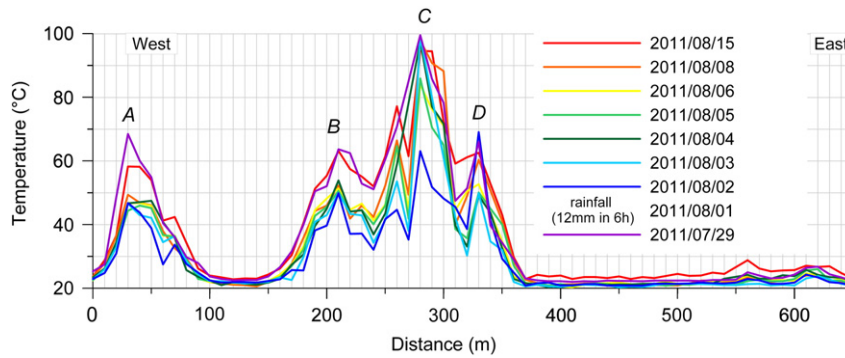 C
100
West
East
2011/08/15
2011/08/08
80
A
B
D
2011/08/06
2011/08/05
Temperature (°C)
60
2011/08/04
2011/08/03
2011/08/02
40
rainfall
(12mm in 6h)
2011/08/01
2011/07/29
20
0 100 200 300 400 500 600
Distance (m)